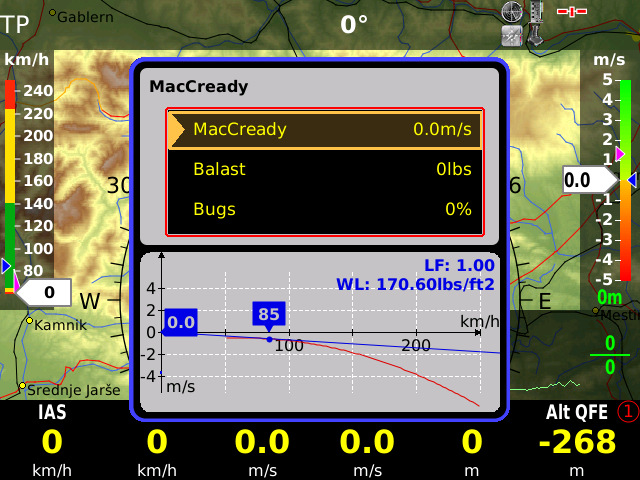 TP
Gablern
0°
km/h
m/s
240
220
200
180
160
140
120
100
80
0
5
4
3
2
1
0.0
-1
-2
-3
-4
-5
0m
0
0
30
6
W
E
Kamnik
Srednje Jarše
MacCready
MacCready 0.0m/s
Balast 0lbs
Bugs 0%
LF: 1.00
WL: 170.60lbs/ft2
4
2
0
-2
-4
0.0
85
100
200
km/h
m/s
IAS
Alt QFE
1
0 0 0.0 0.0 0 -268
km/h km/h m/s m/s m m